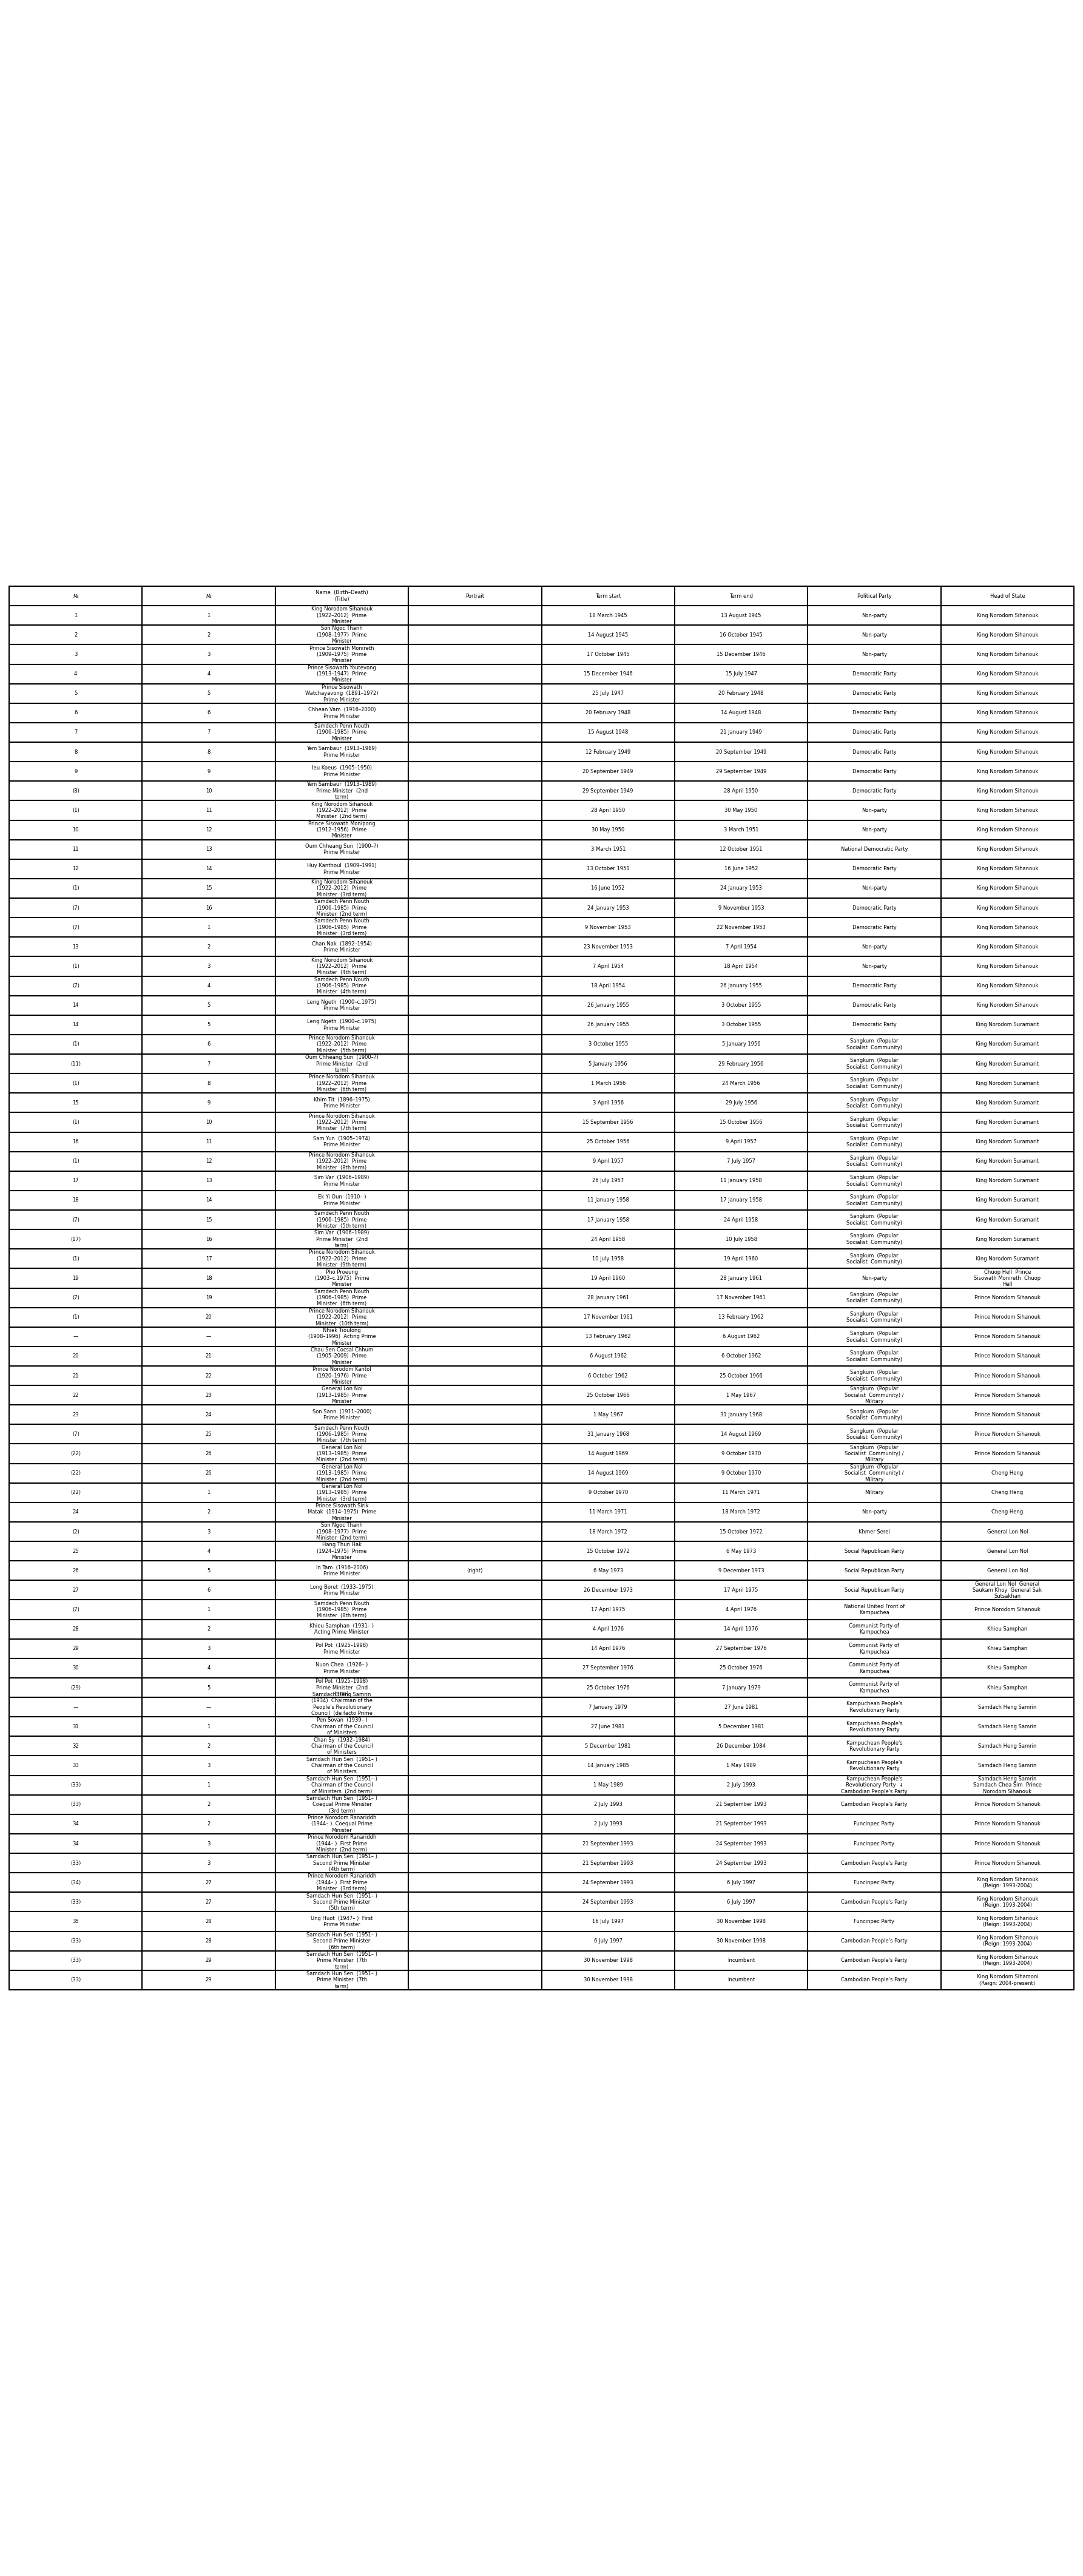 № № Name (Birth–Death) (Title) Portrait Term start Term end Political Party Head of State
1 1 King Norodom Sihanouk (1922–2012) Prime Minister 18 March 1945 13 August 1945 Non-party King Norodom Sihanouk
2 2 Son Ngoc Thanh (1908–1977) Prime Minister 14 August 1945 16 October 1945 Non-party King Norodom Sihanouk
3 3 Prince Sisowath Monireth (1909–1975) Prime Minister 17 October 1945 15 December 1946 Non-party King Norodom Sihanouk
4 4 Prince Sisowath Youtevong (1913–1947) Prime Minister 15 December 1946 15 July 1947 Democratic Party King Norodom Sihanouk
5 5 Prince Sisowath Watchayavong (1891–1972) Prime Minister 25 July 1947 20 February 1948 Democratic Party King Norodom Sihanouk
6 6 Chhean Vam (1916–2000) Prime Minister 20 February 1948 14 August 1948 Democratic Party King Norodom Sihanouk
7 7 Samdech Penn Nouth (1906–1985) Prime Minister 15 August 1948 21 January 1949 Democratic Party King Norodom Sihanouk
8 8 Yem Sambaur (1913–1989) Prime Minister 12 February 1949 20 September 1949 Democratic Party King Norodom Sihanouk
9 9 Ieu Koeus (1905–1950) Prime Minister 20 September 1949 29 September 1949 Democratic Party King Norodom Sihanouk
(8) 10 Yem Sambaur (1913–1989) Prime Minister (2nd term) 29 September 1949 28 April 1950 Democratic Party King Norodom Sihanouk
(1) 11 King Norodom Sihanouk (1922–2012) Prime Minister (2nd term) 28 April 1950 30 May 1950 Non-party King Norodom Sihanouk
10 12 Prince Sisowath Monipong (1912–1956) Prime Minister 30 May 1950 3 March 1951 Non-party King Norodom Sihanouk
11 13 Oum Chheang Sun (1900–?) Prime Minister 3 March 1951 12 October 1951 National Democratic Party King Norodom Sihanouk
12 14 Huy Kanthoul (1909–1991) Prime Minister 13 October 1951 16 June 1952 Democratic Party King Norodom Sihanouk
(1) 15 King Norodom Sihanouk (1922–2012) Prime Minister (3rd term) 16 June 1952 24 January 1953 Non-party King Norodom Sihanouk
(7) 16 Samdech Penn Nouth (1906–1985) Prime Minister (2nd term) 24 January 1953 9 November 1953 Democratic Party King Norodom Sihanouk
(7) 1 Samdech Penn Nouth (1906–1985) Prime Minister (3rd term) 9 November 1953 22 November 1953 Democratic Party King Norodom Sihanouk
13 2 Chan Nak (1892–1954) Prime Minister 23 November 1953 7 April 1954 Non-party King Norodom Sihanouk
(1) 3 King Norodom Sihanouk (1922–2012) Prime Minister (4th term) 7 April 1954 18 April 1954 Non-party King Norodom Sihanouk
(7) 4 Samdech Penn Nouth (1906–1985) Prime Minister (4th term) 18 April 1954 26 January 1955 Democratic Party King Norodom Sihanouk
14 5 Leng Ngeth (1900–c.1975) Prime Minister 26 January 1955 3 October 1955 Democratic Party King Norodom Sihanouk
14 5 Leng Ngeth (1900–c.1975) Prime Minister 26 January 1955 3 October 1955 Democratic Party King Norodom Suramarit
(1) 6 Prince Norodom Sihanouk (1922–2012) Prime Minister (5th term) 3 October 1955 5 January 1956 Sangkum (Popular Socialist Community) King Norodom Suramarit
(11) 7 Oum Chheang Sun (1900–?) Prime Minister (2nd term) 5 January 1956 29 February 1956 Sangkum (Popular Socialist Community) King Norodom Suramarit
(1) 8 Prince Norodom Sihanouk (1922–2012) Prime Minister (6th term) 1 March 1956 24 March 1956 Sangkum (Popular Socialist Community) King Norodom Suramarit
15 9 Khim Tit (1896–1975) Prime Minister 3 April 1956 29 July 1956 Sangkum (Popular Socialist Community) King Norodom Suramarit
(1) 10 Prince Norodom Sihanouk (1922–2012) Prime Minister (7th term) 15 September 1956 15 October 1956 Sangkum (Popular Socialist Community) King Norodom Suramarit
16 11 Sam Yun (1905–1974) Prime Minister 25 October 1956 9 April 1957 Sangkum (Popular Socialist Community) King Norodom Suramarit
(1) 12 Prince Norodom Sihanouk (1922–2012) Prime Minister (8th term) 9 April 1957 7 July 1957 Sangkum (Popular Socialist Community) King Norodom Suramarit
17 13 Sim Var (1906–1989) Prime Minister 26 July 1957 11 January 1958 Sangkum (Popular Socialist Community) King Norodom Suramarit
18 14 Ek Yi Oun (1910– ) Prime Minister 11 January 1958 17 January 1958 Sangkum (Popular Socialist Community) King Norodom Suramarit
(7) 15 Samdech Penn Nouth (1906–1985) Prime Minister (5th term) 17 January 1958 24 April 1958 Sangkum (Popular Socialist Community) King Norodom Suramarit
(17) 16 Sim Var (1906–1989) Prime Minister (2nd term) 24 April 1958 10 July 1958 Sangkum (Popular Socialist Community) King Norodom Suramarit
(1) 17 Prince Norodom Sihanouk (1922–2012) Prime Minister (9th term) 10 July 1958 19 April 1960 Sangkum (Popular Socialist Community) King Norodom Suramarit
19 18 Pho Proeung (1903–c.1975) Prime Minister 19 April 1960 28 January 1961 Non-party Chuop Hell Prince Sisowath Monireth Chuop Hell
(7) 19 Samdech Penn Nouth (1906–1985) Prime Minister (6th term) 28 January 1961 17 November 1961 Sangkum (Popular Socialist Community) Prince Norodom Sihanouk
(1) 20 Prince Norodom Sihanouk (1922–2012) Prime Minister (10th term) 17 November 1961 13 February 1962 Sangkum (Popular Socialist Community) Prince Norodom Sihanouk
— — Nhiek Tioulong (1908–1996) Acting Prime Minister 13 February 1962 6 August 1962 Sangkum (Popular Socialist Community) Prince Norodom Sihanouk
20 21 Chau Sen Cocsal Chhum (1905–2009) Prime Minister 6 August 1962 6 October 1962 Sangkum (Popular Socialist Community) Prince Norodom Sihanouk
21 22 Prince Norodom Kantol (1920–1976) Prime Minister 6 October 1962 25 October 1966 Sangkum (Popular Socialist Community) Prince Norodom Sihanouk
22 23 General Lon Nol (1913–1985) Prime Minister 25 October 1966 1 May 1967 Sangkum (Popular Socialist Community) / Military Prince Norodom Sihanouk
23 24 Son Sann (1911–2000) Prime Minister 1 May 1967 31 January 1968 Sangkum (Popular Socialist Community) Prince Norodom Sihanouk
(7) 25 Samdech Penn Nouth (1906–1985) Prime Minister (7th term) 31 January 1968 14 August 1969 Sangkum (Popular Socialist Community) Prince Norodom Sihanouk
(22) 26 General Lon Nol (1913–1985) Prime Minister (2nd term) 14 August 1969 9 October 1970 Sangkum (Popular Socialist Community) / Military Prince Norodom Sihanouk
(22) 26 General Lon Nol (1913–1985) Prime Minister (2nd term) 14 August 1969 9 October 1970 Sangkum (Popular Socialist Community) / Military Cheng Heng
(22) 1 General Lon Nol (1913–1985) Prime Minister (3rd term) 9 October 1970 11 March 1971 Military Cheng Heng
24 2 Prince Sisowath Sirik Matak (1914–1975) Prime Minister 11 March 1971 18 March 1972 Non-party Cheng Heng
(2) 3 Son Ngoc Thanh (1908–1977) Prime Minister (2nd term) 18 March 1972 15 October 1972 Khmer Serei General Lon Nol
25 4 Hang Thun Hak (1924–1975) Prime Minister 15 October 1972 6 May 1973 Social Republican Party General Lon Nol
26 5 In Tam (1916–2006) Prime Minister (right) 6 May 1973 9 December 1973 Social Republican Party General Lon Nol
27 6 Long Boret (1933–1975) Prime Minister 26 December 1973 17 April 1975 Social Republican Party General Lon Nol General Saukam Khoy General Sak Sutsakhan
(7) 1 Samdech Penn Nouth (1906–1985) Prime Minister (8th term) 17 April 1975 4 April 1976 National United Front of Kampuchea Prince Norodom Sihanouk
28 2 Khieu Samphan (1931– ) Acting Prime Minister 4 April 1976 14 April 1976 Communist Party of Kampuchea Khieu Samphan
29 3 Pol Pot (1925–1998) Prime Minister 14 April 1976 27 September 1976 Communist Party of Kampuchea Khieu Samphan
30 4 Nuon Chea (1926– ) Prime Minister 27 September 1976 25 October 1976 Communist Party of Kampuchea Khieu Samphan
(29) 5 Pol Pot (1925–1998) Prime Minister (2nd term) 25 October 1976 7 January 1979 Communist Party of Kampuchea Khieu Samphan
— — Samdach Heng Samrin (1934) Chairman of the People's Revolutionary Council (de facto Prime 7 January 1979 27 June 1981 Kampuchean People's Revolutionary Party Samdach Heng Samrin
31 1 Pen Sovan (1939– ) Chairman of the Council of Ministers 27 June 1981 5 December 1981 Kampuchean People's Revolutionary Party Samdach Heng Samrin
32 2 Chan Sy (1932–1984) Chairman of the Council of Ministers 5 December 1981 26 December 1984 Kampuchean People's Revolutionary Party Samdach Heng Samrin
33 3 Samdach Hun Sen (1951– ) Chairman of the Council of Ministers 14 January 1985 1 May 1989 Kampuchean People's Revolutionary Party Samdach Heng Samrin
(33) 1 Samdach Hun Sen (1951– ) Chairman of the Council of Ministers (2nd term) 1 May 1989 2 July 1993 Kampuchean People's Revolutionary Party ↓ Cambodian People's Party Samdach Heng Samrin Samdach Chea Sim Prince Norodom Sihanouk
(33) 2 Samdach Hun Sen (1951– ) Coequal Prime Minister (3rd term) 2 July 1993 21 September 1993 Cambodian People's Party Prince Norodom Sihanouk
34 2 Prince Norodom Ranariddh (1944– ) Coequal Prime Minister 2 July 1993 21 September 1993 Funcinpec Party Prince Norodom Sihanouk
34 3 Prince Norodom Ranariddh (1944– ) First Prime Minister (2nd term) 21 September 1993 24 September 1993 Funcinpec Party Prince Norodom Sihanouk
(33) 3 Samdach Hun Sen (1951– ) Second Prime Minister (4th term) 21 September 1993 24 September 1993 Cambodian People's Party Prince Norodom Sihanouk
(34) 27 Prince Norodom Ranariddh (1944– ) First Prime Minister (3rd term) 24 September 1993 6 July 1997 Funcinpec Party King Norodom Sihanouk (Reign: 1993-2004)
(33) 27 Samdach Hun Sen (1951– ) Second Prime Minister (5th term) 24 September 1993 6 July 1997 Cambodian People's Party King Norodom Sihanouk (Reign: 1993-2004)
35 28 Ung Huot (1947– ) First Prime Minister 16 July 1997 30 November 1998 Funcinpec Party King Norodom Sihanouk (Reign: 1993-2004)
(33) 28 Samdach Hun Sen (1951– ) Second Prime Minister (6th term) 6 July 1997 30 November 1998 Cambodian People's Party King Norodom Sihanouk (Reign: 1993-2004)
(33) 29 Samdach Hun Sen (1951– ) Prime Minister (7th term) 30 November 1998 Incumbent Cambodian People's Party King Norodom Sihanouk (Reign: 1993-2004)
(33) 29 Samdach Hun Sen (1951– ) Prime Minister (7th term) 30 November 1998 Incumbent Cambodian People's Party King Norodom Sihamoni (Reign: 2004-present)